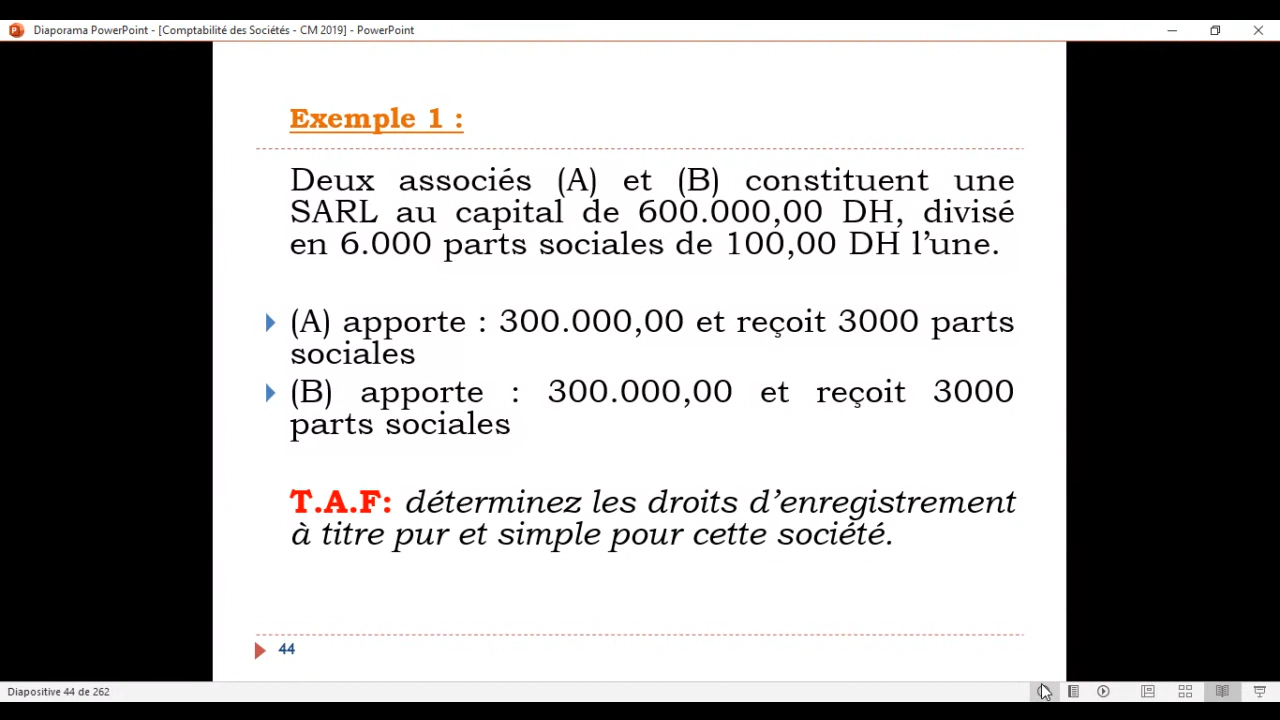 Diaporama PowerPoint - [Comptabilité des Sociétés - CM 2019] - PowerPoint
Exemple 1 :
Deux associés (A) et (B) constituent une
SARL au capital de 600.000,00 DH, divisé
en 6.000 parts sociales de 100,00 DH l’une.
(A) apporte : 300.000,00 et reçoit 3000 parts
sociales
(B) apporte : 300.000,00 et reçoit 3000
parts sociales
T.A.F: déterminez les droits d’enregistrement
à titre pur et simple pour cette société.
44
Diapositive 44 de 262